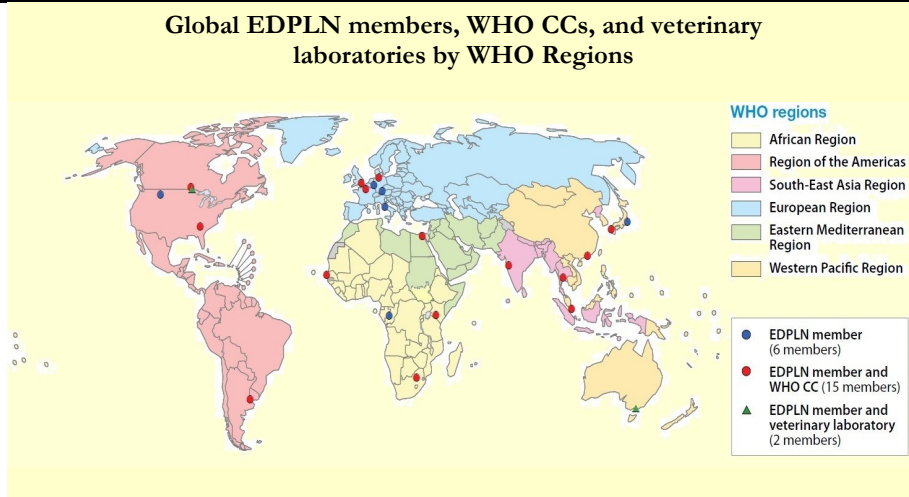 Global EDPLN members, WHO CCs, and veterinary
laboratories by WHO Regions
WHO regions
African Region
Region of the Americas
South-East Asia Region
European Region
Eastern Mediterranean
Region
Western Pacific Region
EDPLN member
(6 members)
EDPLN member and
WHO CC (15 members)
EDPLN member and
veterinary laboratory
(2 members)